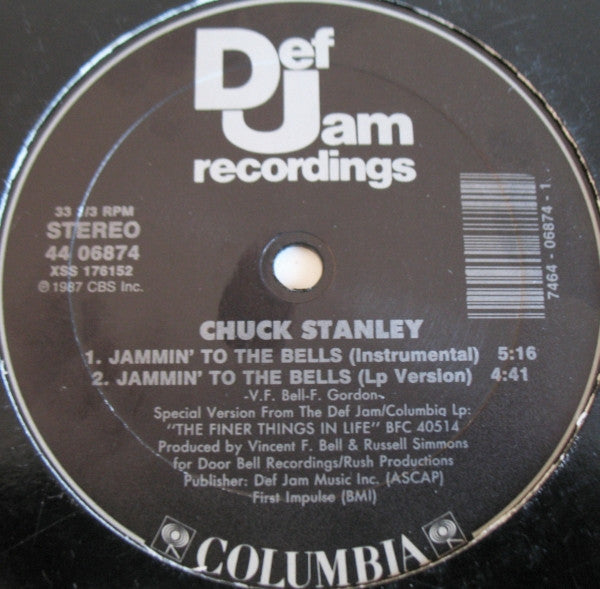 Def
Jam
recordings
33 1/3 RPM
STEREO
44 06874
XSS 176152
℗ 1987 CBS Inc.
7464 - 06874 - 1
CHUCK STANLEY
1. JAMMIN' TO THE BELLS (Instrumental) 5:16
2. JAMMIN' TO THE BELLS (Lp Version) 4:41
-V.F. Bell-F. Gordon-
Special Version From The Def Jam/Columbia Lp:
"THE FINER THINGS IN LIFE" BFC 40514
Produced by Vincent F. Bell & Russell Simmons
for Door Bell Recordings/Rush Productions
Publisher: Def Jam Music Inc. (ASCAP)
First Impulse (BMI)
COLUMBIA